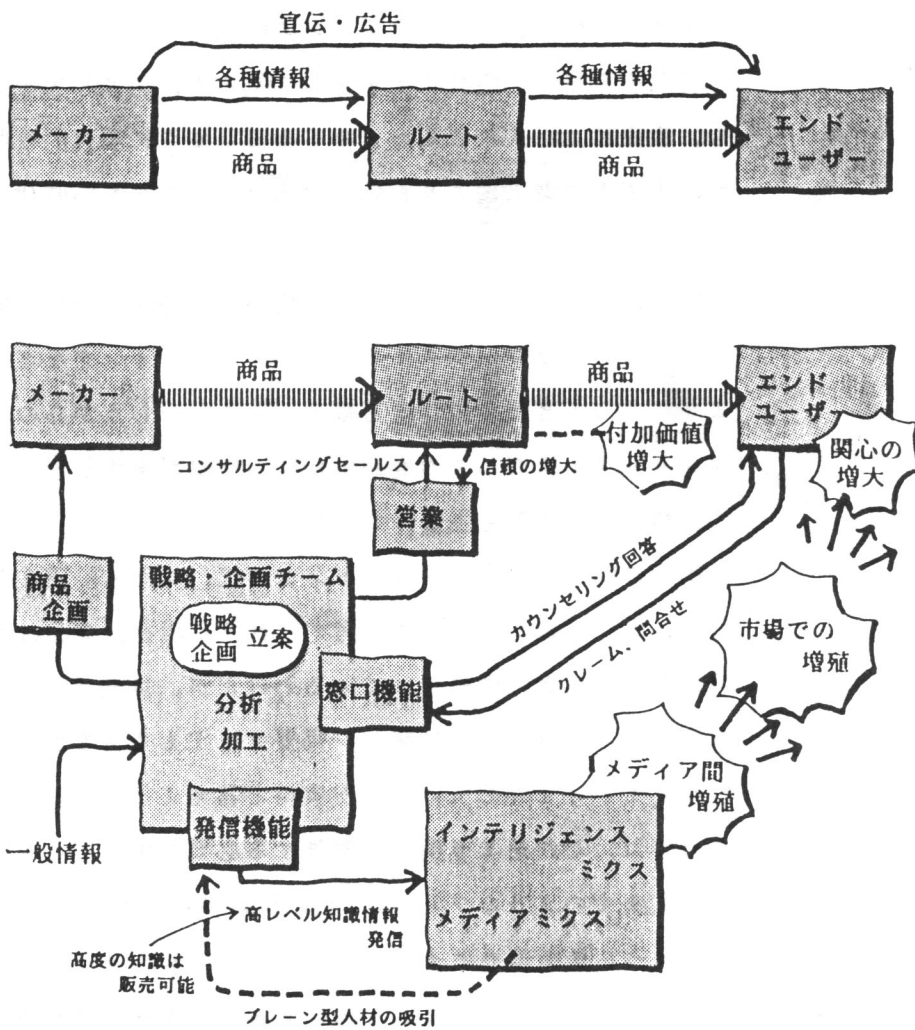 宣伝・広告
各種情報
各種情報
メーカー
ルート
エンド
ユーザー
商品
商品
メーカー
商品
ルート
商品
エンド
ユーザー
付加価値
増大
関心の
増大
コンサルティングセールス
信頼の増大
営業
商品
企画
戦略・企画チーム
戦略
企画
立案
分析
加工
窓口機能
カウンセリング回答
クレーム、問合せ
市場での
増殖
メディア間
増殖
一般情報
発信機能
インテリジェンス
ミクス
メディアミクス
高レベル知識情報
発信
高度の知識は
販売可能
ブレーン型人材の吸引